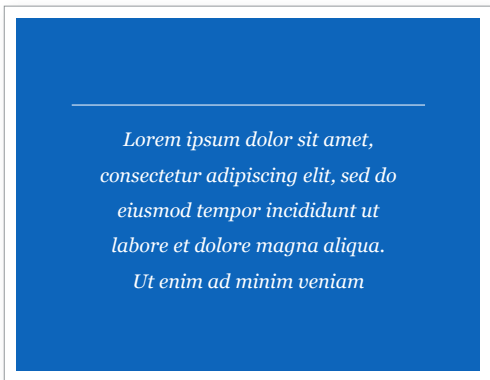 Lorem ipsum dolor sit amet,
consectetur adipiscing elit, sed do
eiusmod tempor incididunt ut
labore et dolore magna aliqua.
Ut enim ad minim veniam